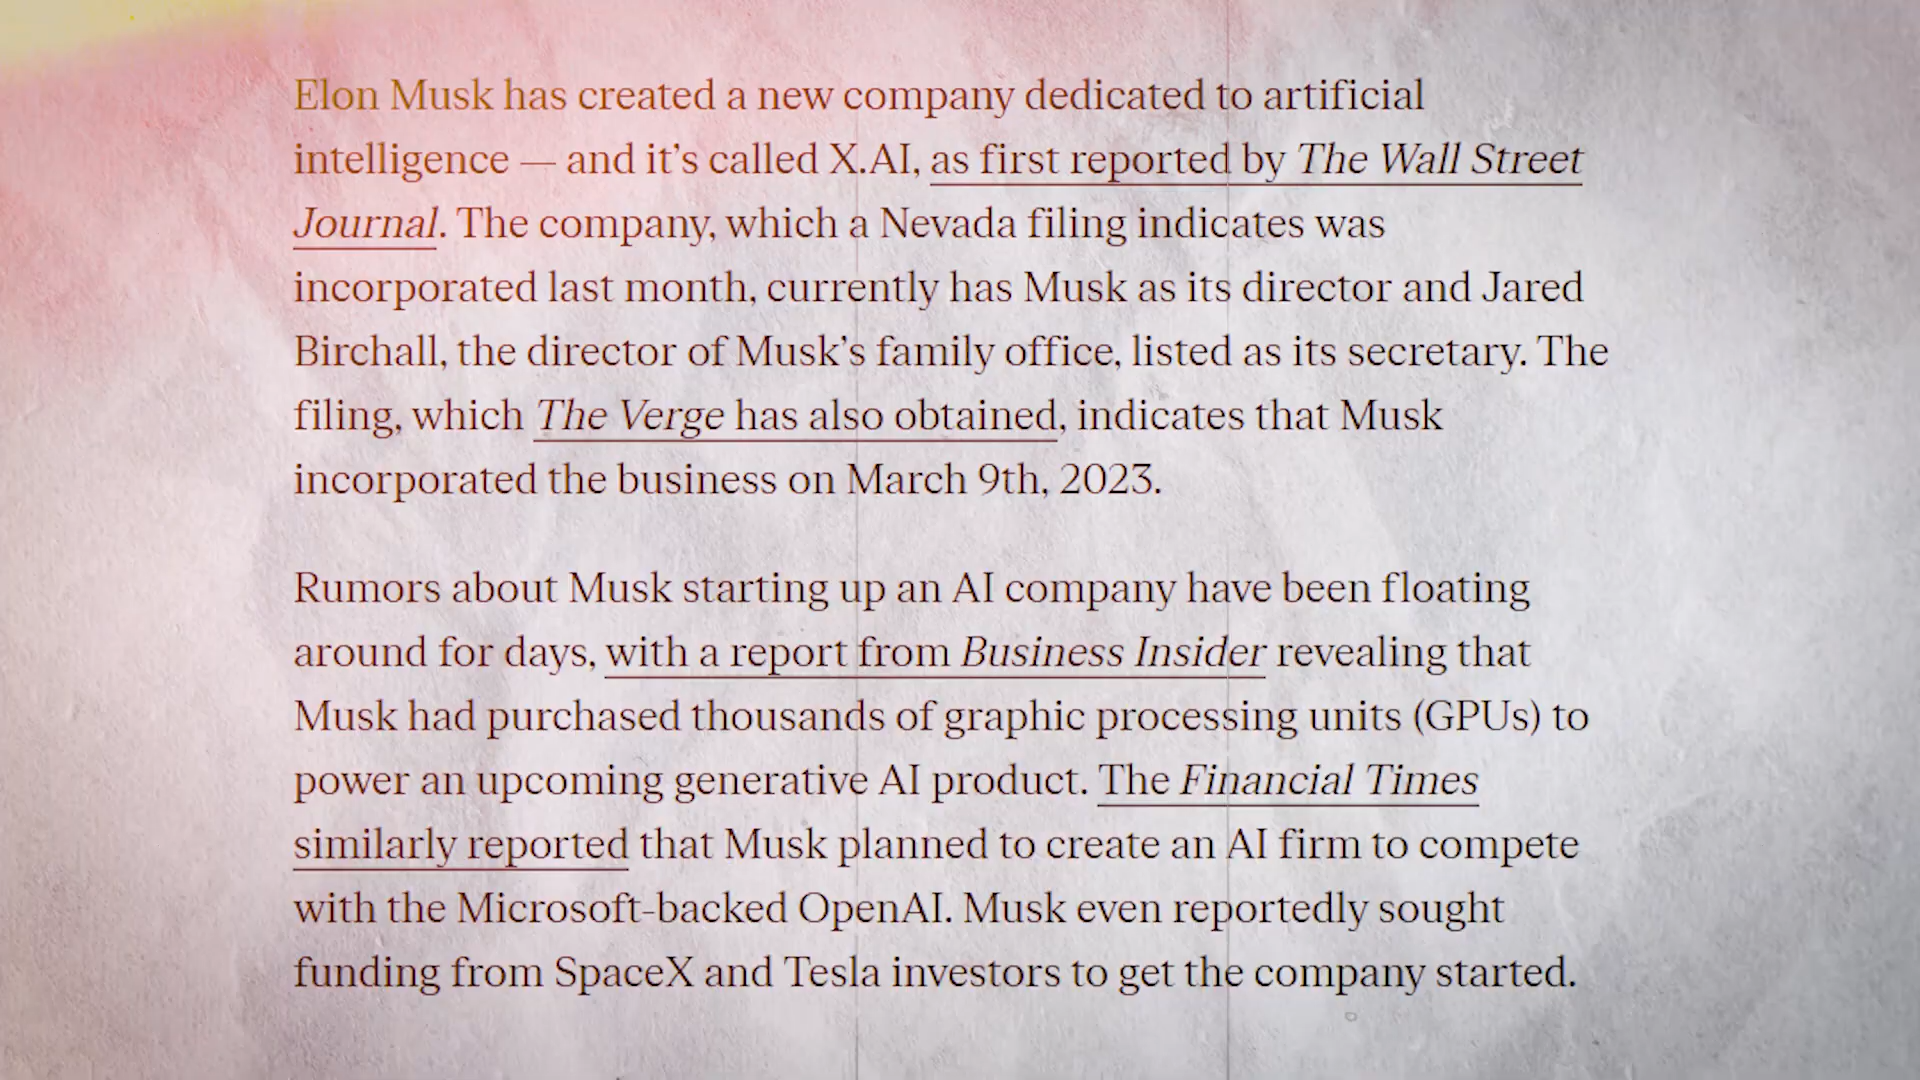 Elon Musk has created a new company dedicated to artificial
intelligence — and it’s called X.AI, as first reported by The Wall Street
Journal. The company, which a Nevada filing indicates was
incorporated last month, currently has Musk as its director and Jared
Birchall, the director of Musk’s family office, listed as its secretary. The
filing, which The Verge has also obtained, indicates that Musk
incorporated the business on March 9th, 2023.
Rumors about Musk starting up an AI company have been floating
around for days, with a report from Business Insider revealing that
Musk had purchased thousands of graphic processing units (GPUs) to
power an upcoming generative AI product. The Financial Times
similarly reported that Musk planned to create an AI firm to compete
with the Microsoft-backed OpenAI. Musk even reportedly sought
funding from SpaceX and Tesla investors to get the company started.